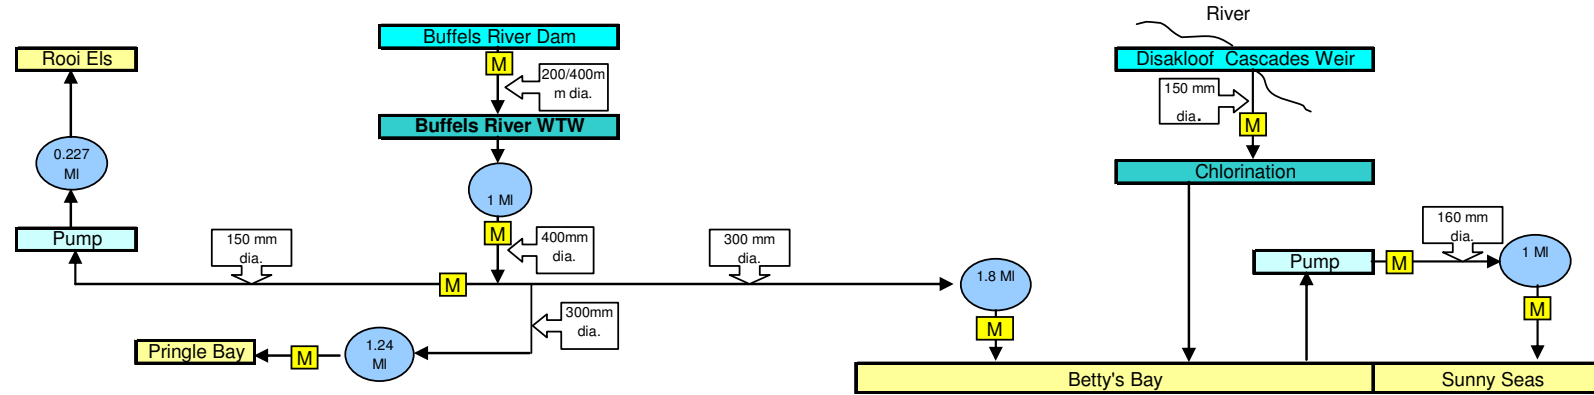 River
Buffels River Dam
Rooi Els
Disakloof Cascades Weir
M
200/400m
m dia.
150 mm
dia.
Buffels River WTW
M
0.227
Ml
Chlorination
1 Ml
Pump
150 mm
dia.
M
400mm
dia.
300 mm
dia.
160 mm
dia.
Pump
M
1 Ml
M
1.8 Ml
M
300mm
dia.
M
Pringle Bay
M
1.24
Ml
Betty's Bay
Sunny Seas